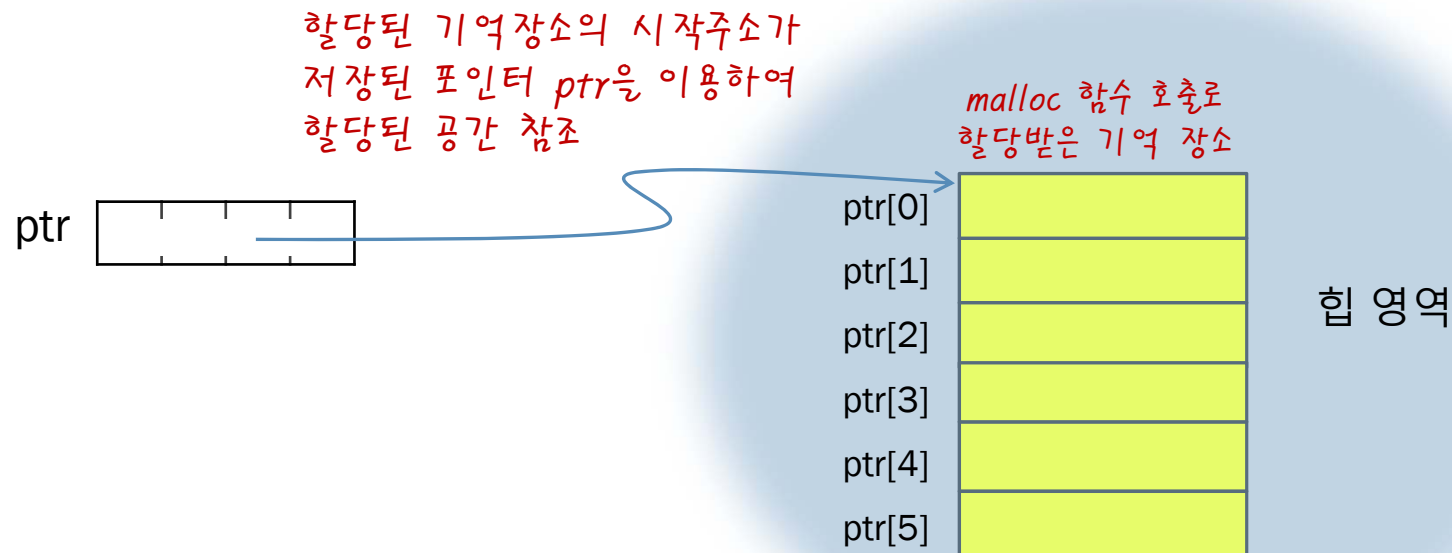 할당된 기억장소의 시작주소가
저장된 포인터 ptr을 이용하여
할당된 공간 참조
malloc 함수 호출로
할당받은 기억 장소
ptr
ptr[0]
ptr[1]
ptr[2]
ptr[3]
ptr[4]
ptr[5]
힙 영역